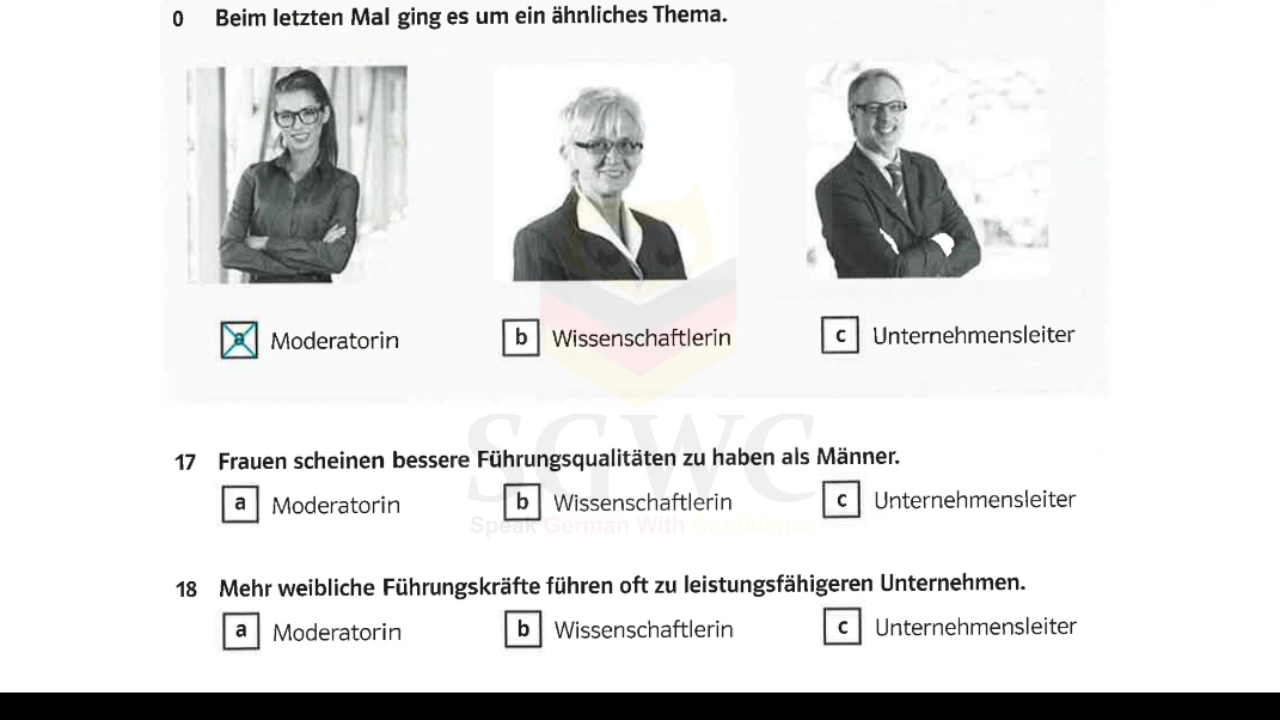 0 Beim letzten Mal ging es um ein ähnliches Thema.
a Moderatorin b Wissenschaftlerin c Unternehmensleiter
17 Frauen scheinen bessere Führungsqualitäten zu haben als Männer.
a Moderatorin b Wissenschaftlerin c Unternehmensleiter
SGWC
Speak German With Confidence
18 Mehr weibliche Führungskräfte führen oft zu leistungsfähigeren Unternehmen.
a Moderatorin b Wissenschaftlerin c Unternehmensleiter